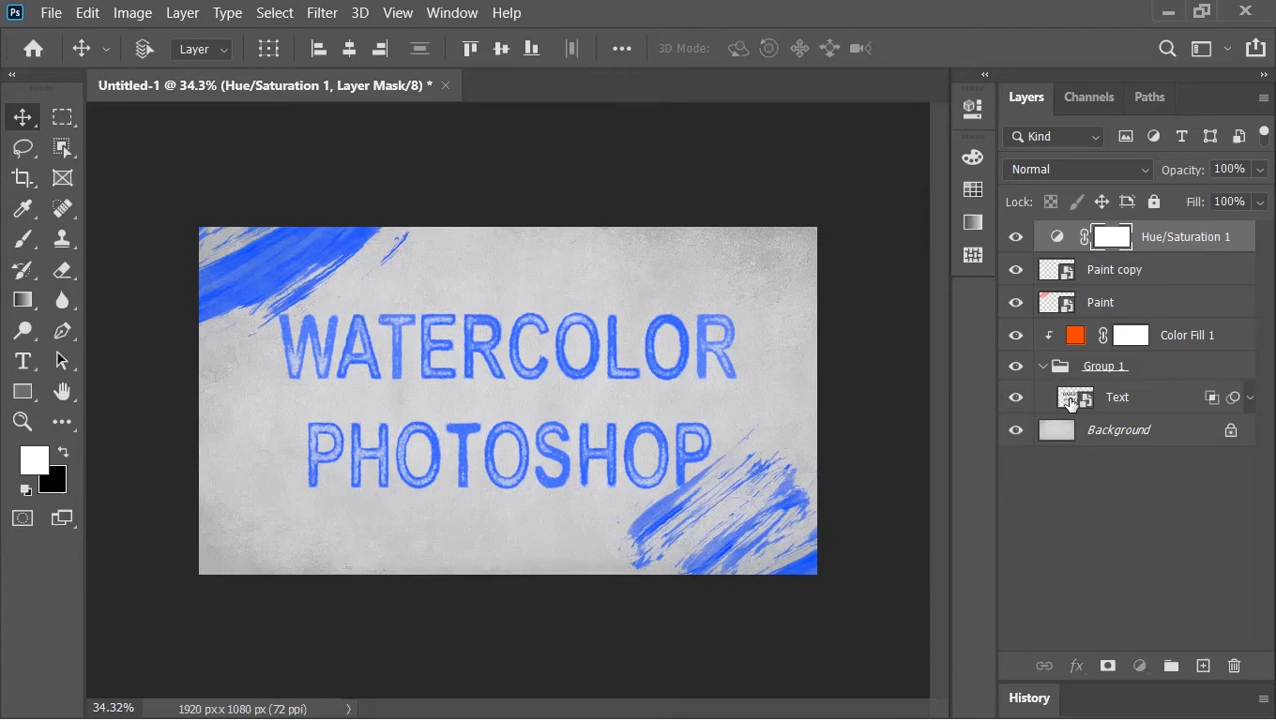 Ps File Edit Image Layer Type Select Filter 3D View Window Help
Layer 3D Mode:
Untitled-1 @ 34.3% (Hue/Saturation 1, Layer Mask/8) *
Layers Channels Paths
Kind
Normal Opacity: 100%
Lock: Fill: 100%
Hue/Saturation 1
Paint copy
Paint
Color Fill 1
Group 1
Text
Background
WATERCOLOR
PHOTOSHOP
fx
History
34.32% 1920 px x 1080 px (72 ppi)